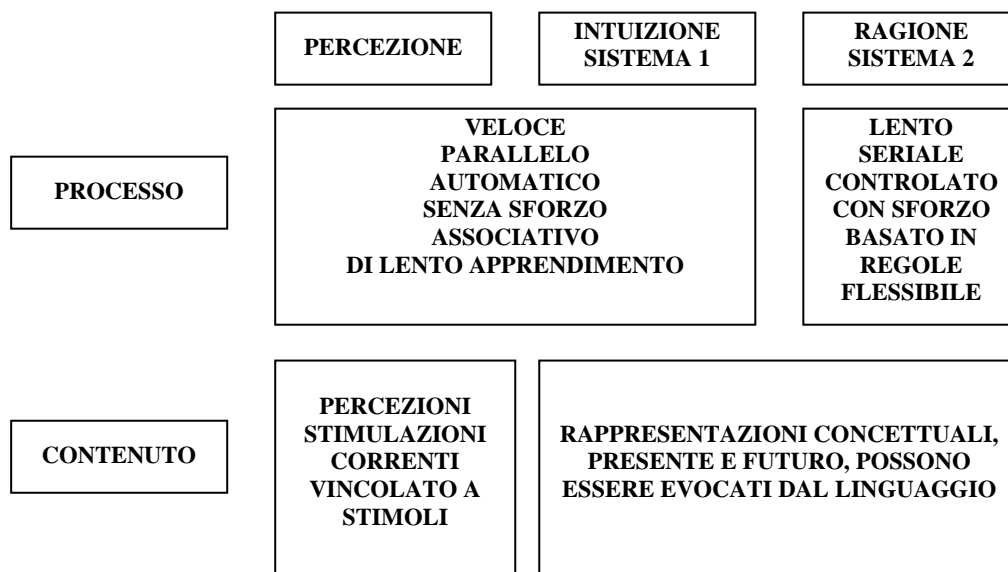 PERCEZIONE
INTUIZIONE
SISTEMA 1
RAGIONE
SISTEMA 2
PROCESSO
VELOCE
PARALLELO
AUTOMATICO
SENZA SFORZO
ASSOCIATIVO
DI LENTO APPRENDIMENTO
LENTO
SERIALE
CONTROLATO
CON SFORZO
BASATO IN
REGOLE
FLESSIBILE
CONTENUTO
PERCEZIONI
STIMULAZIONI
CORRENTI
VINCOLATO A
STIMOLI
RAPPRESENTAZIONI CONCETTUALI,
PRESENTE E FUTURO, POSSONO
ESSERE EVOCATI DAL LINGUAGGIO